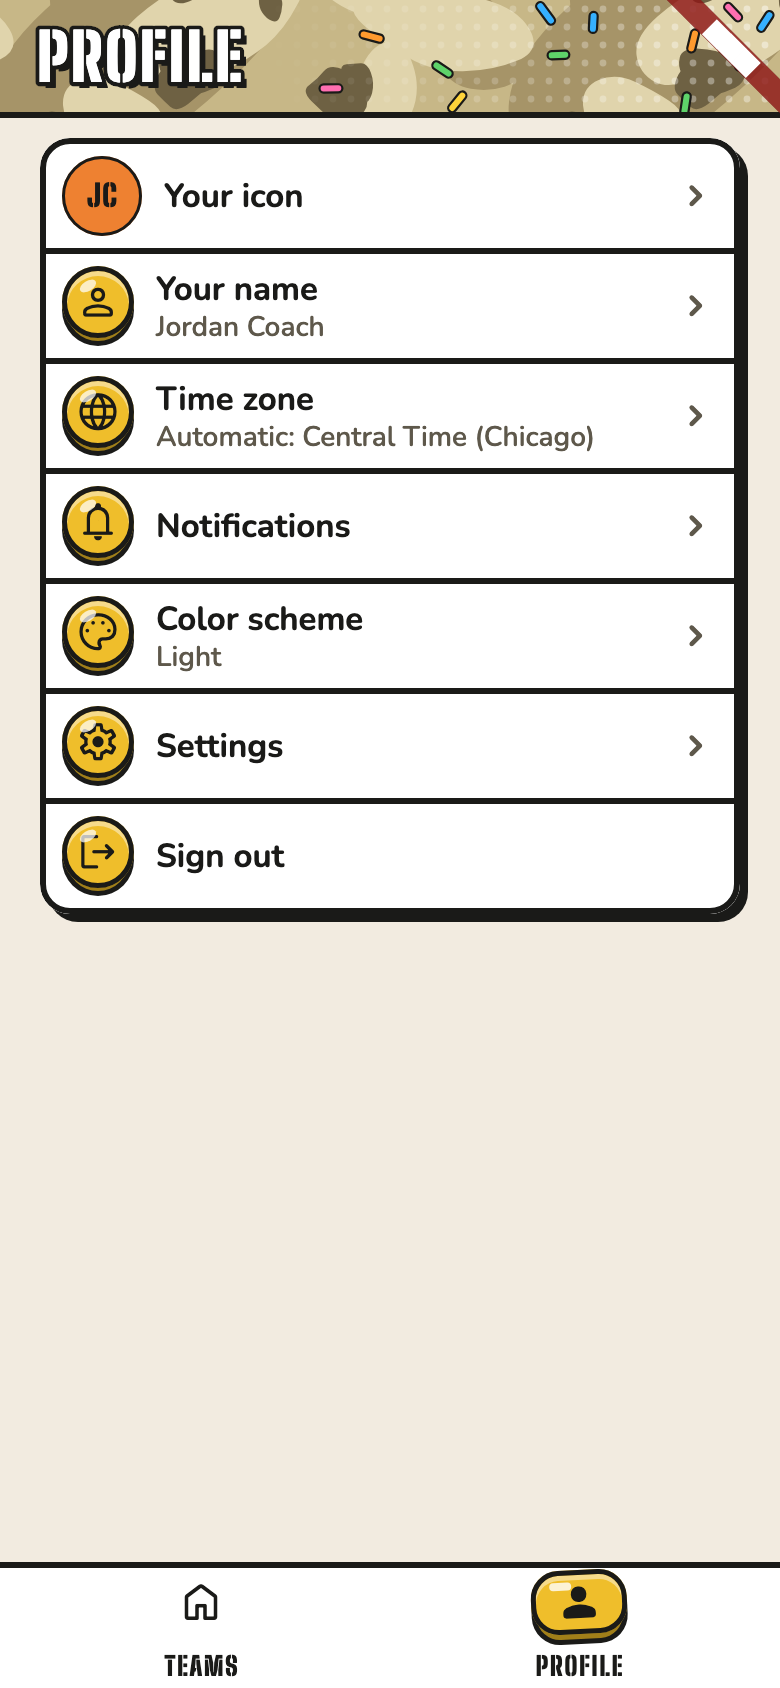 PROFILE
JC
Your icon
Your name
Jordan Coach
Time zone
Automatic: Central Time (Chicago)
Notifications
Color scheme
Light
Settings
Sign out
TEAMS
PROFILE